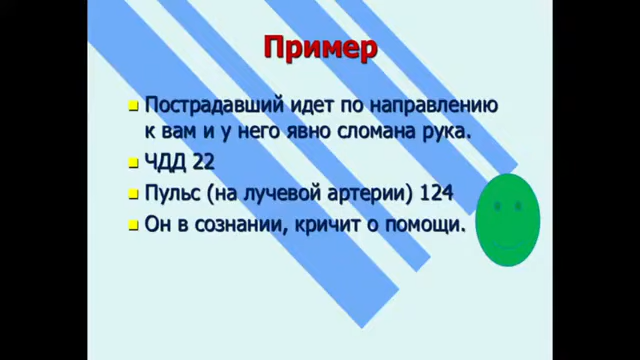 Пример
Пострадавший идет по направлению
к вам и у него явно сломана рука.
ЧДД 22
Пульс (на лучевой артерии) 124
Он в сознании, кричит о помощи.